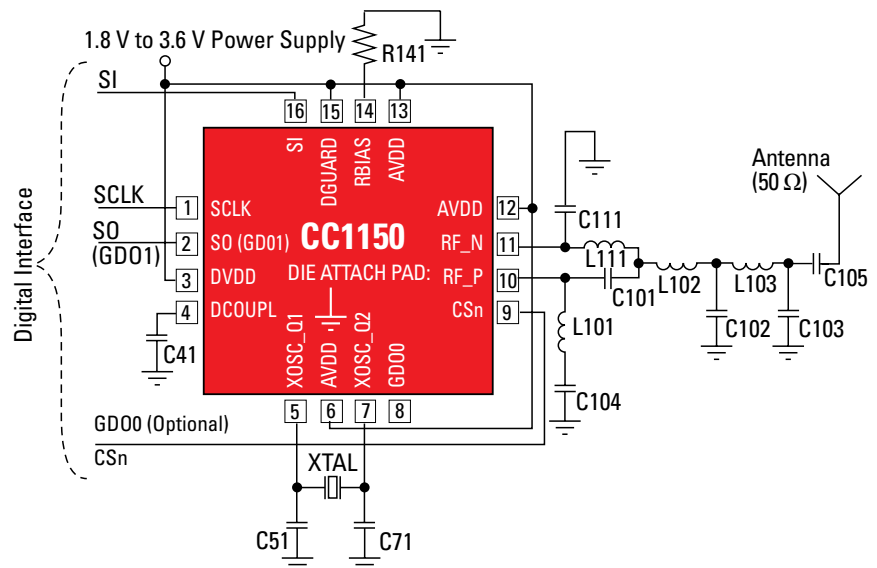 1.8 V to 3.6 V Power Supply
R141
SI
16
15
14
13
SI
DGUARD
RBIAS
AVDD
Antenna
(50 Ω)
Digital Interface
SCLK
1
SCLK
AVDD
12
C111
SO
(GDO1)
2
SO (GD01)
CC1150
RF_N
11
L111
3
DVDD
DIE ATTACH PAD:
RF_P
10
C101
L102
L103
C105
4
DCOUPL
CSn
9
L101
C102
C103
C41
XOSC_Q1
AVDD
XOSC_Q2
GDO0
C104
5
6
7
8
GDO0 (Optional)
CSn
XTAL
C51
C71